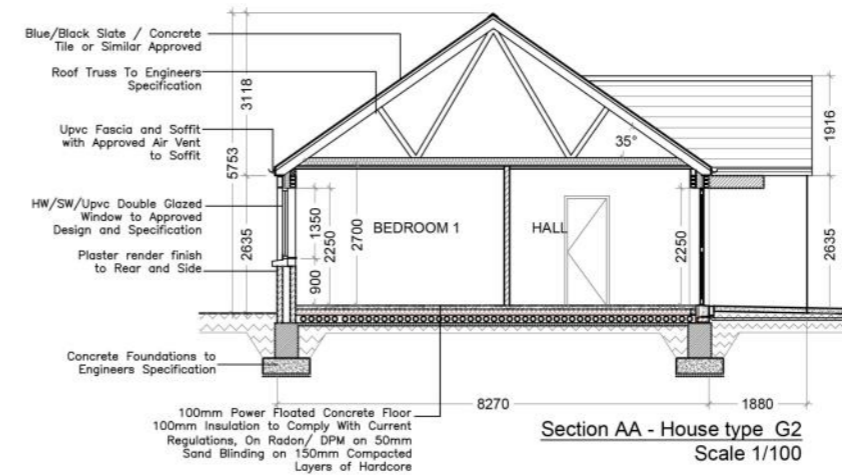 Blue/Black Slate / Concrete
Tile or Similar Approved
Roof Truss To Engineers
Specification
Upvc Fascia and Soffit
with Approved Air Vent
to Soffit
HW/SW/Upvc Double Glazed
Window to Approved
Design and Specification
Plaster render finish
to Rear and Side
Concrete Foundations to
Engineers Specification
100mm Power Floated Concrete Floor
100mm Insulation to Comply With Current
Regulations, On Radon/ DPM on 50mm
Sand Blinding on 150mm Compacted
Layers of Hardcore
3118
5753
2635
1350
2250
900
2700
BEDROOM 1
HALL
35°
2250
1916
2635
8270
1880
Section AA - House type G2
Scale 1/100